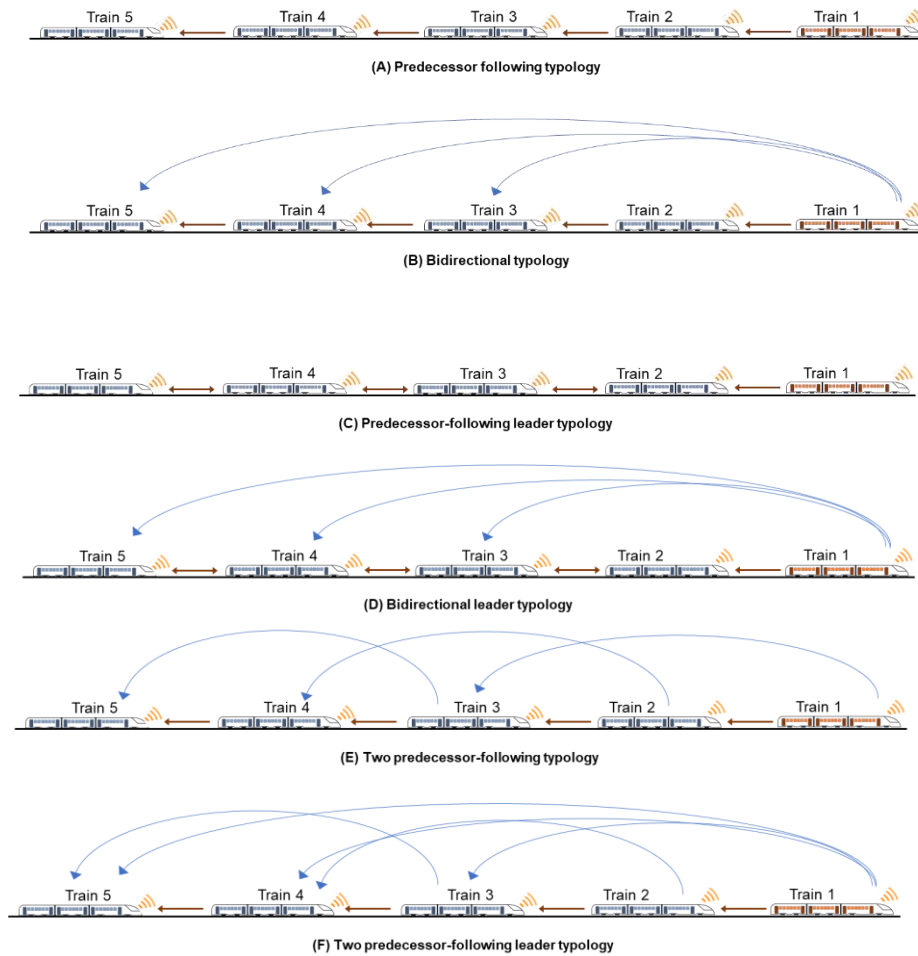 Train 5 Train 4 Train 3 Train 2 Train 1
(A) Predecessor following typology
Train 5 Train 4 Train 3 Train 2 Train 1
(B) Bidirectional typology
Train 5 Train 4 Train 3 Train 2 Train 1
(C) Predecessor-following leader typology
Train 5 Train 4 Train 3 Train 2 Train 1
(D) Bidirectional leader typology
Train 5 Train 4 Train 3 Train 2 Train 1
(E) Two predecessor-following typology
Train 5 Train 4 Train 3 Train 2 Train 1
(F) Two predecessor-following leader typology